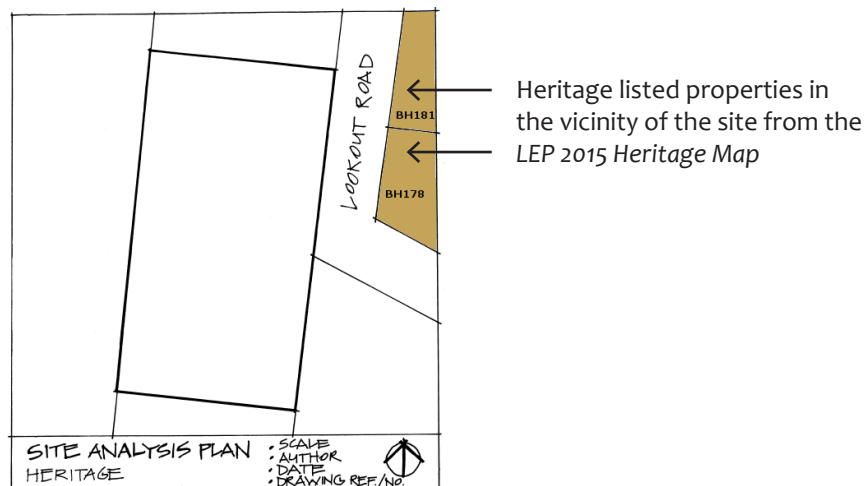 LOOKOUT ROAD
BH181
BH178
Heritage listed properties in
the vicinity of the site from the
LEP 2015 Heritage Map
SITE ANALYSIS PLAN
HERITAGE
• SCALE
• AUTHOR
• DATE
• DRAWING REF/NO.